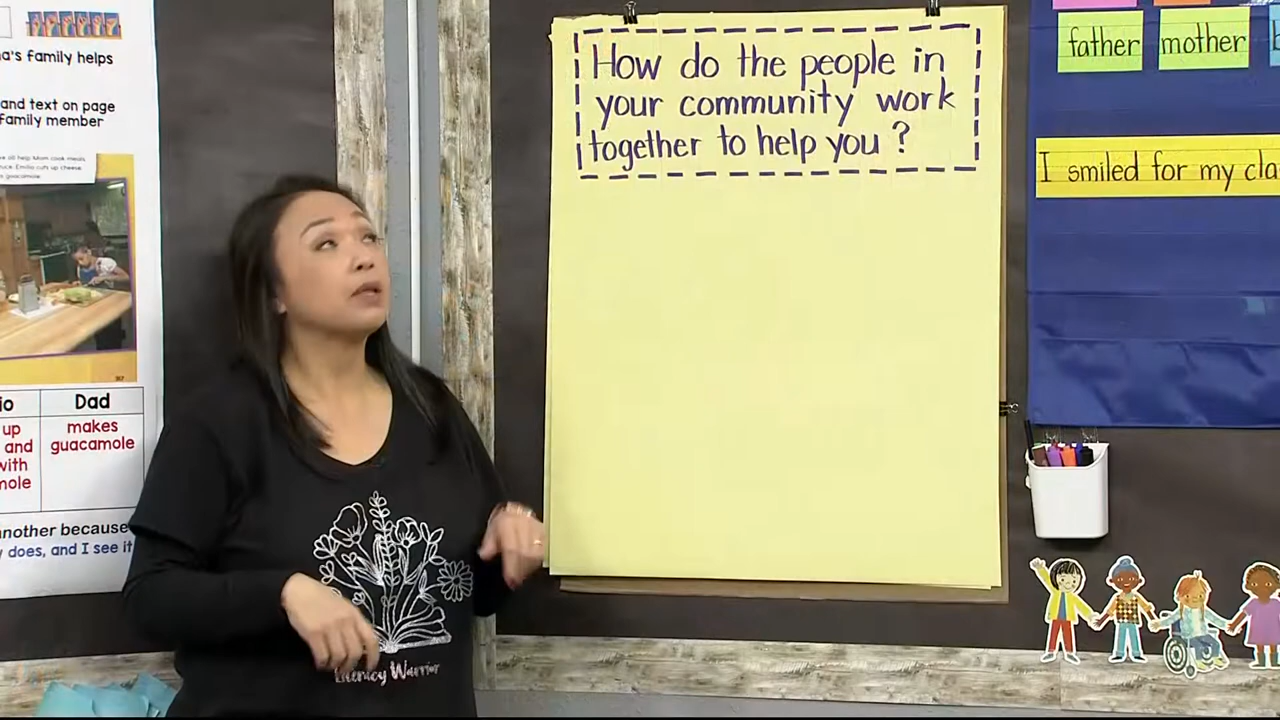 a's family helps
and text on page
family member
io
Dad
up
and
with
mole
makes
guacamole
another because
y does, and I see it
How do the people in
your community work
together to help you?
father
mother
I smiled for my cla
Literacy Warrior